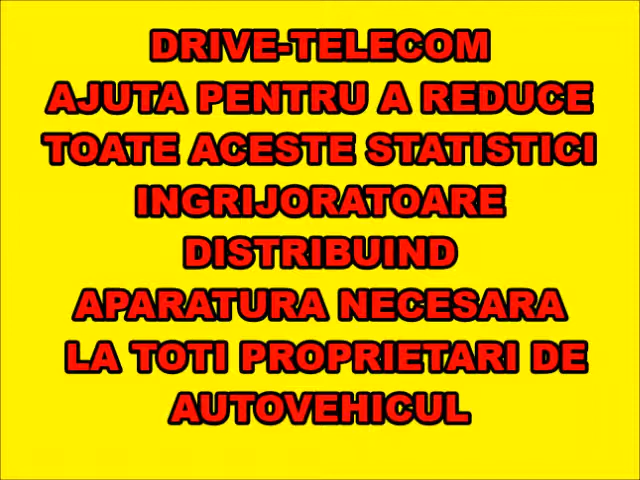 DRIVE-TELECOM
AJUTA PENTRU A REDUCE
TOATE ACESTE STATISTICI
INGRIJORATOARE
DISTRIBUIND
APARATURA NECESARA
LA TOTI PROPRIETARI DE
AUTOVEHICUL